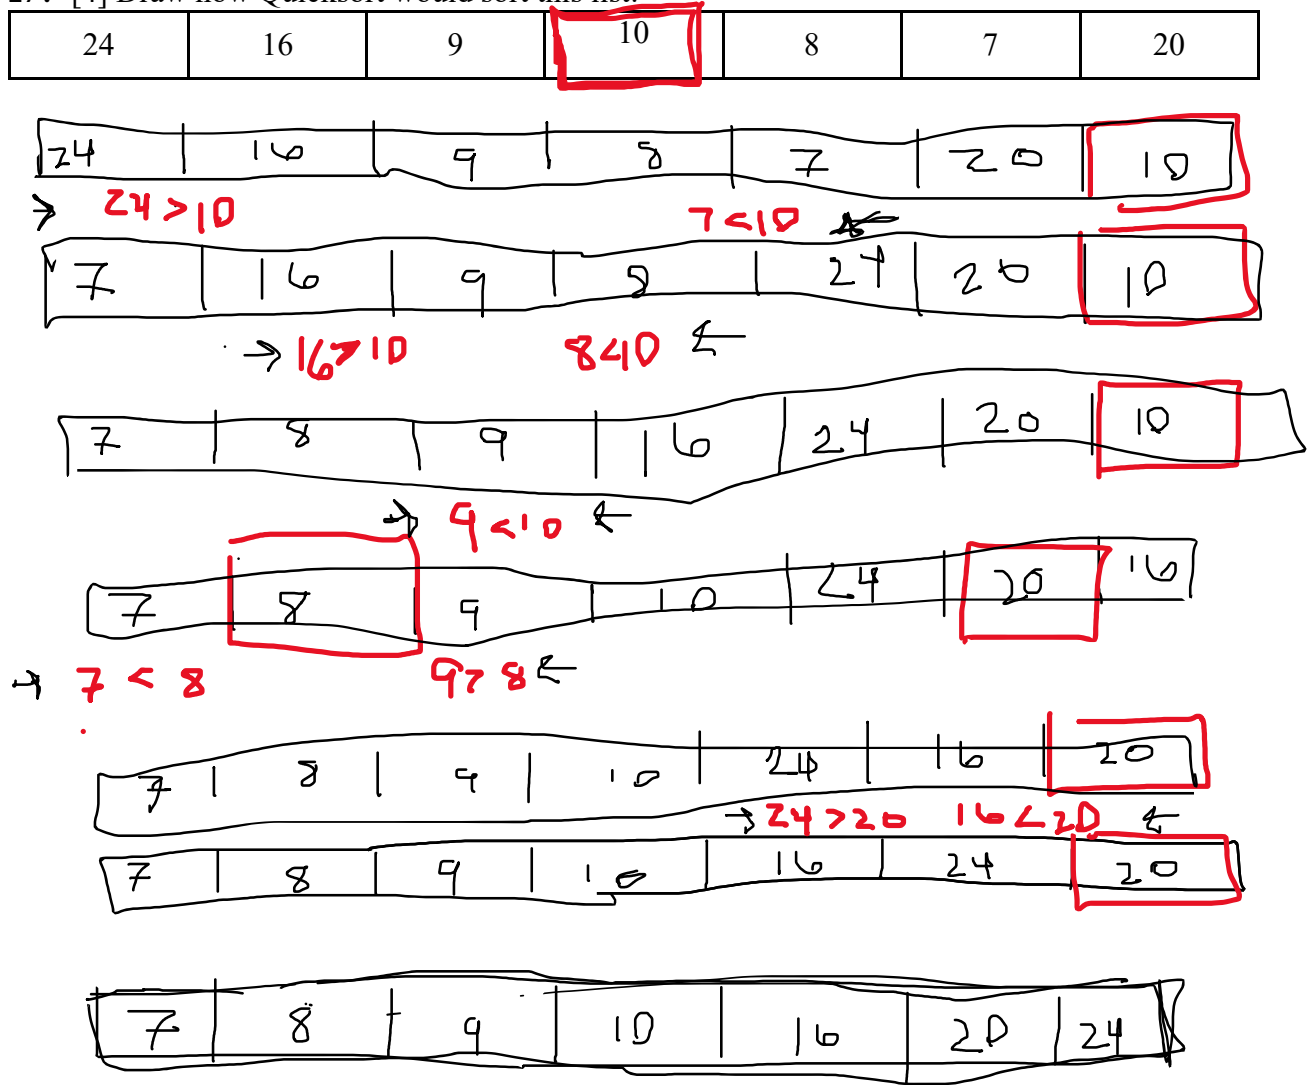 27. [4] Draw how Quicksort would sort this list.
24 16 9 10 8 7 20
24 16 9 8 7 20 10
24 > 10 7 < 10
7 16 9 8 24 20 10
16 > 10 8 < 10
7 8 9 16 24 20 10
9 < 10
7 8 9 10 24 20 16
7 < 8 9 > 8
7 8 9 10 24 16 20
24 > 20 16 < 20
7 8 9 10 16 24 20
7 8 9 10 16 20 24